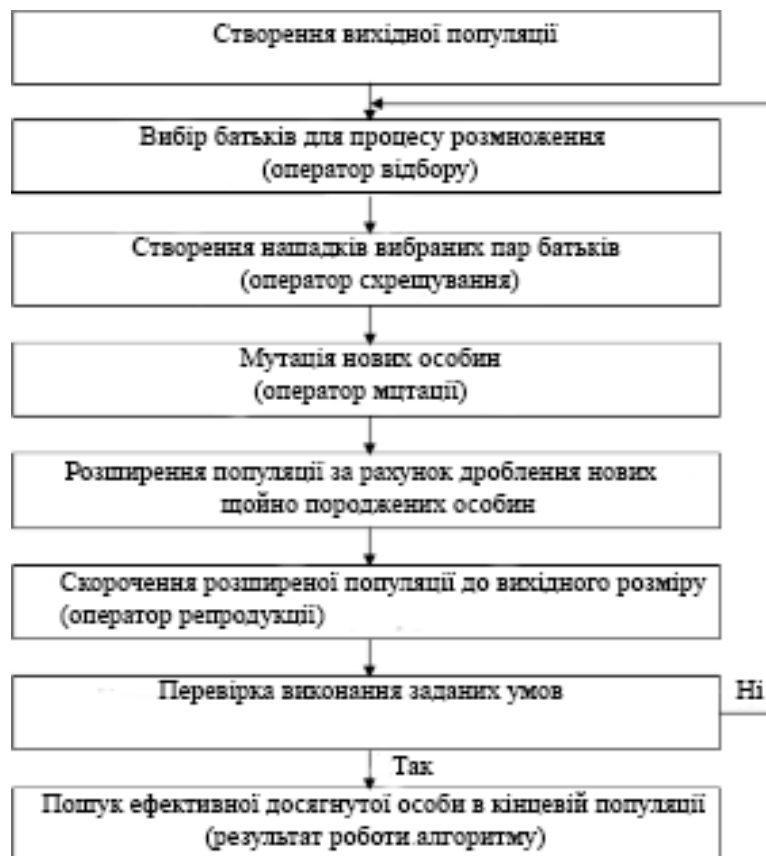 Створення вихідної популяції
Вибір батьків для процесу розмноження
(оператор відбору)
Створення нащадків вибраних пар батьків
(оператор схрещування)
Мутація нових особин
(оператор мцтації)
Розширення популяції за рахунок дроблення нових
щойно породжених особин
Скорочення розширеної популяції до вихідного розміру
(оператор репродукції)
Перевірка виконання заданих умов
Ні
Так
Пошук ефективної досягнутої особи в кінцевій популяції
(результат роботи алгоритму)